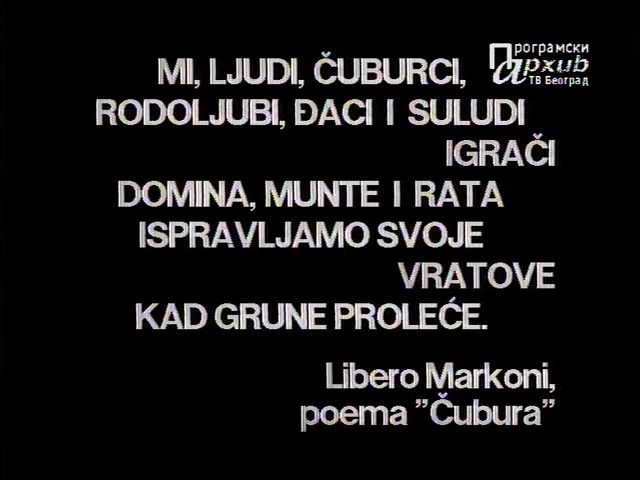 Програмски
архив
ТВ Београд
MI, LJUDI, ČUBURCI,
RODOLJUBI, ĐACI I SULUDI
IGRAČI
DOMINA, MUNTE I RATA
ISPRAVLJAMO SVOJE
VRATOVE
KAD GRUNE PROLEĆE.
Libero Markoni,
poema ”Čubura”